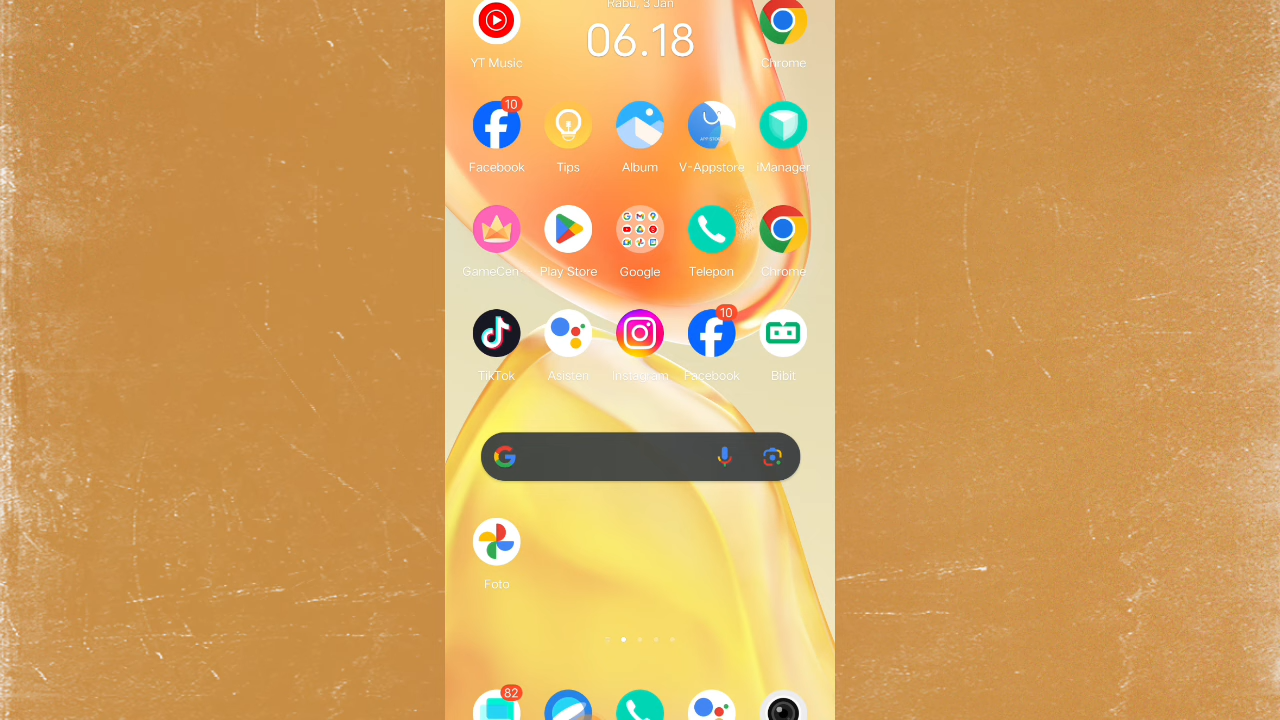 Rabu, 3 Jan
06.18
YT Music
Chrome
10
Facebook
Tips
Album
V-Appstore
iManager
GameCen
Play Store
Google
Telepon
Chrome
10
TikTok
Asisten
Instagram
Facebook
Bibit
Foto
82